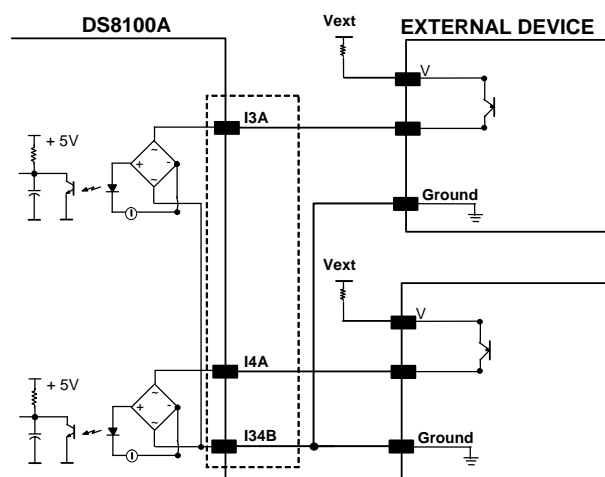 DS8100A
Vext
EXTERNAL DEVICE
V
I3A
+ 5V
+
~
-
~
I
Ground
Vext
V
I4A
+ 5V
+
~
-
~
I
I34B
Ground